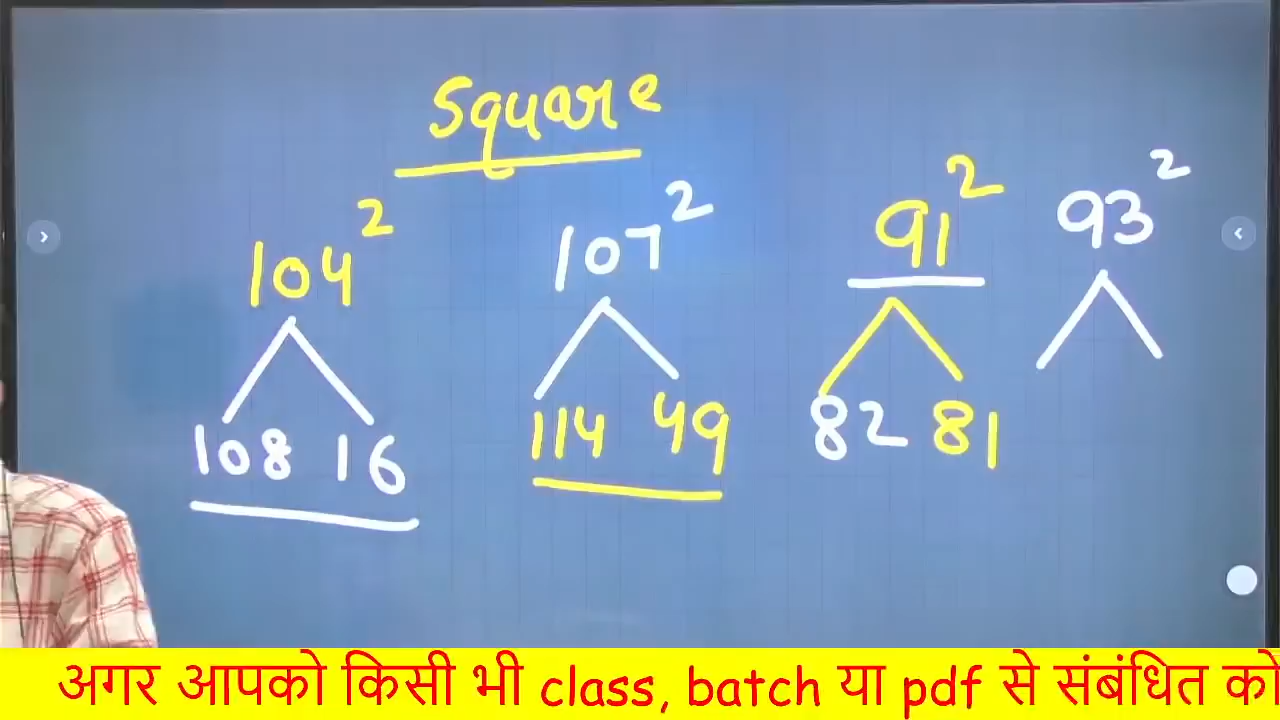 Square
104² 107² 91² 93²
108 16 114 49 82 81
अगर आपको किसी भी class, batch या pdf से संबंधित को